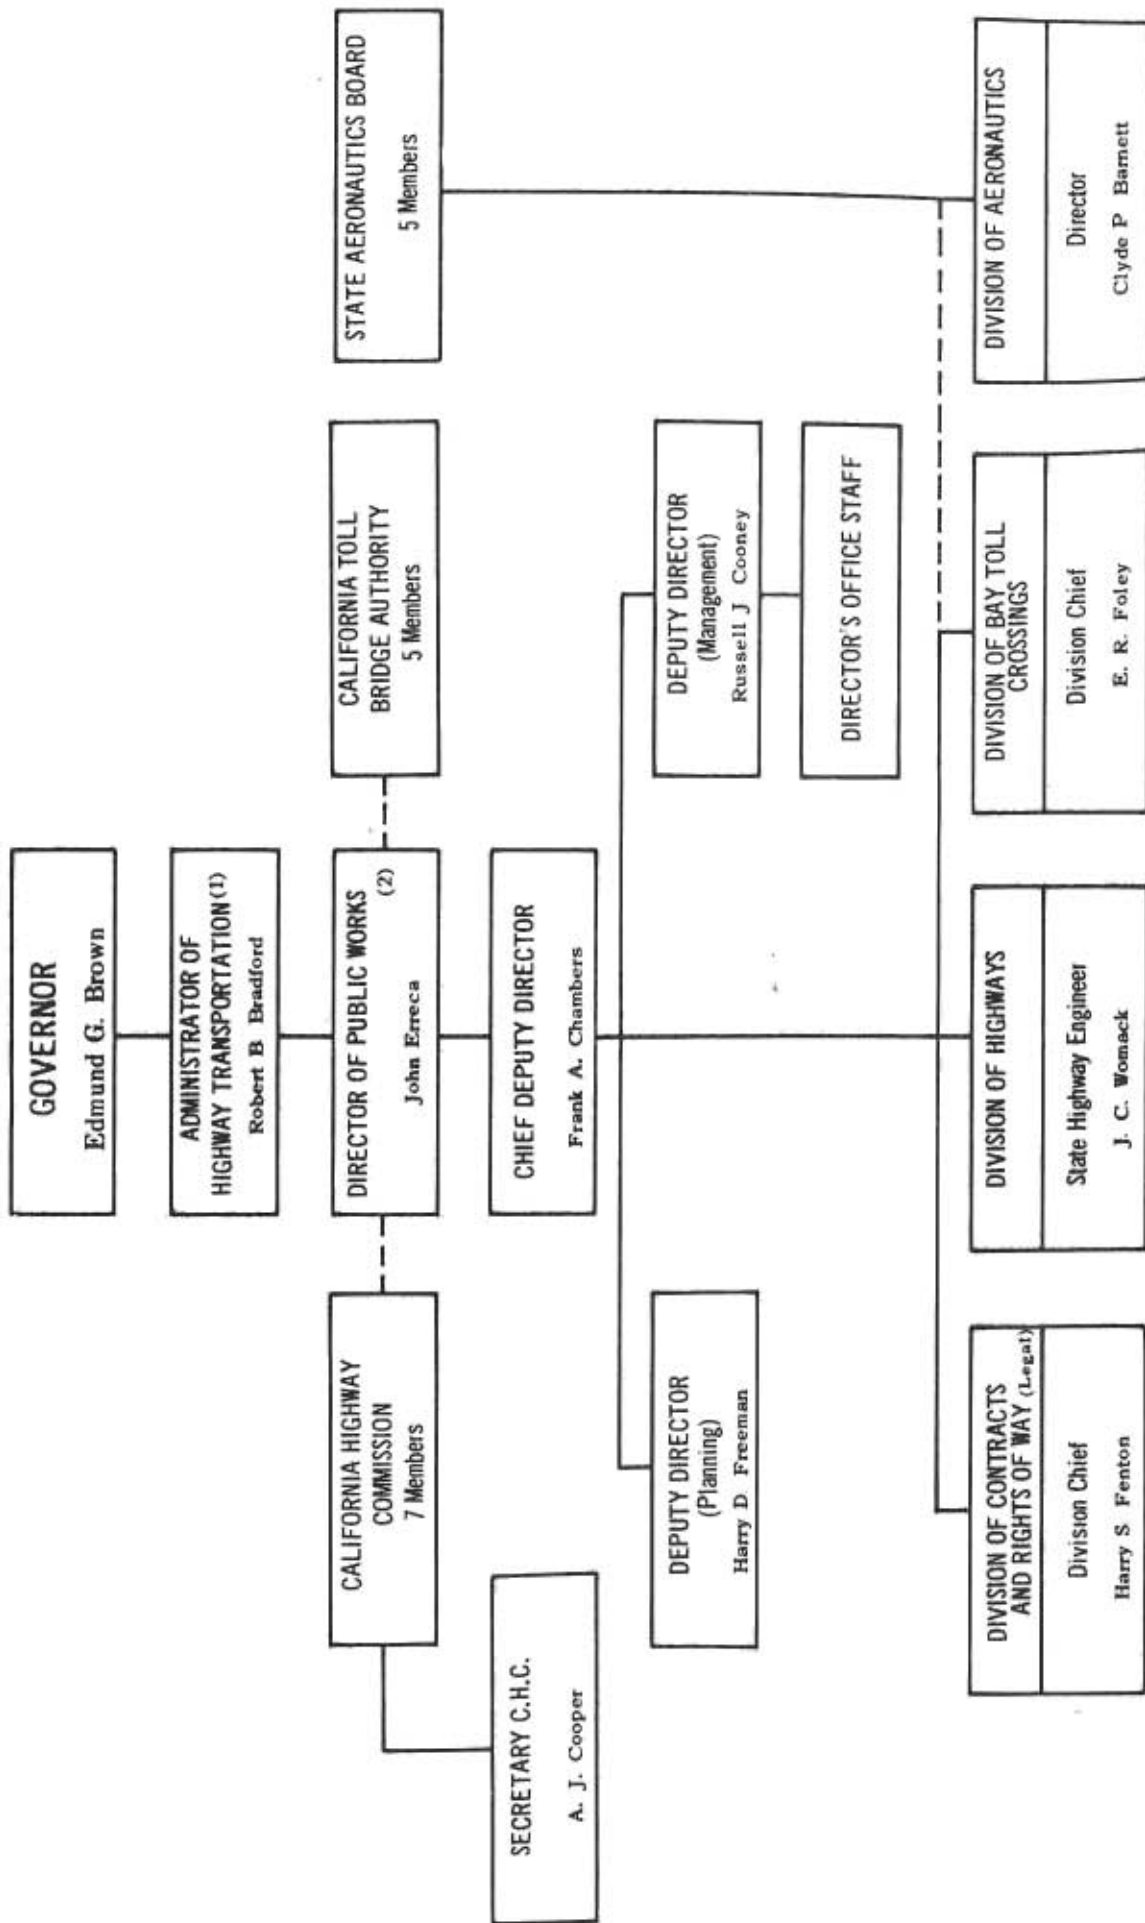 GOVERNOR
Edmund G. Brown
ADMINISTRATOR OF
HIGHWAY TRANSPORTATION (1)
Robert B Bradford
CALIFORNIA HIGHWAY
COMMISSION
7 Members
DIRECTOR OF PUBLIC WORKS
(2)
John Erreca
CALIFORNIA TOLL
BRIDGE AUTHORITY
5 Members
STATE AERONAUTICS BOARD
5 Members
SECRETARY C.H.C.
A. J. Cooper
CHIEF DEPUTY DIRECTOR
Frank A. Chambers
DEPUTY DIRECTOR
(Planning)
Harry D Freeman
DEPUTY DIRECTOR
(Management)
Russell J Cooney
DIRECTOR'S OFFICE STAFF
DIVISION OF CONTRACTS
AND RIGHTS OF WAY (Legal)
Division Chief
Harry S Fenton
DIVISION OF HIGHWAYS
State Highway Engineer
J. C. Womack
DIVISION OF BAY TOLL
CROSSINGS
Division Chief
E. R. Foley
DIVISION OF AERONAUTICS
Director
Clyde P Barnett